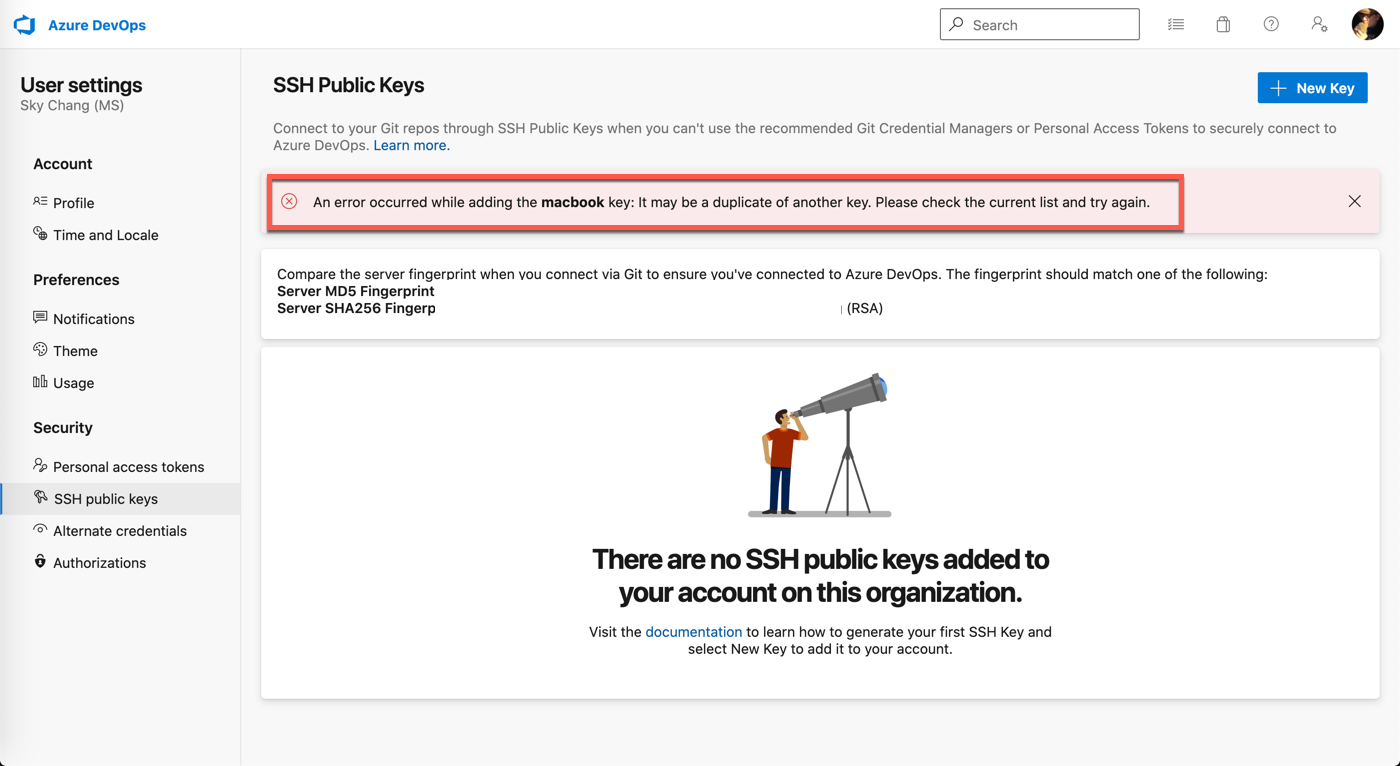 Azure DevOps
Search
User settings
Sky Chang (MS)
Account
Profile
Time and Locale
Preferences
Notifications
Theme
Usage
Security
Personal access tokens
SSH public keys
Alternate credentials
Authorizations
SSH Public Keys
New Key
Connect to your Git repos through SSH Public Keys when you can't use the recommended Git Credential Managers or Personal Access Tokens to securely connect to
Azure DevOps. Learn more.
An error occurred while adding the macbook key: It may be a duplicate of another key. Please check the current list and try again.
Compare the server fingerprint when you connect via Git to ensure you've connected to Azure DevOps. The fingerprint should match one of the following:
Server MD5 Fingerprint
Server SHA256 Fingerp (RSA)
There are no SSH public keys added to
your account on this organization.
Visit the documentation to learn how to generate your first SSH Key and
select New Key to add it to your account.